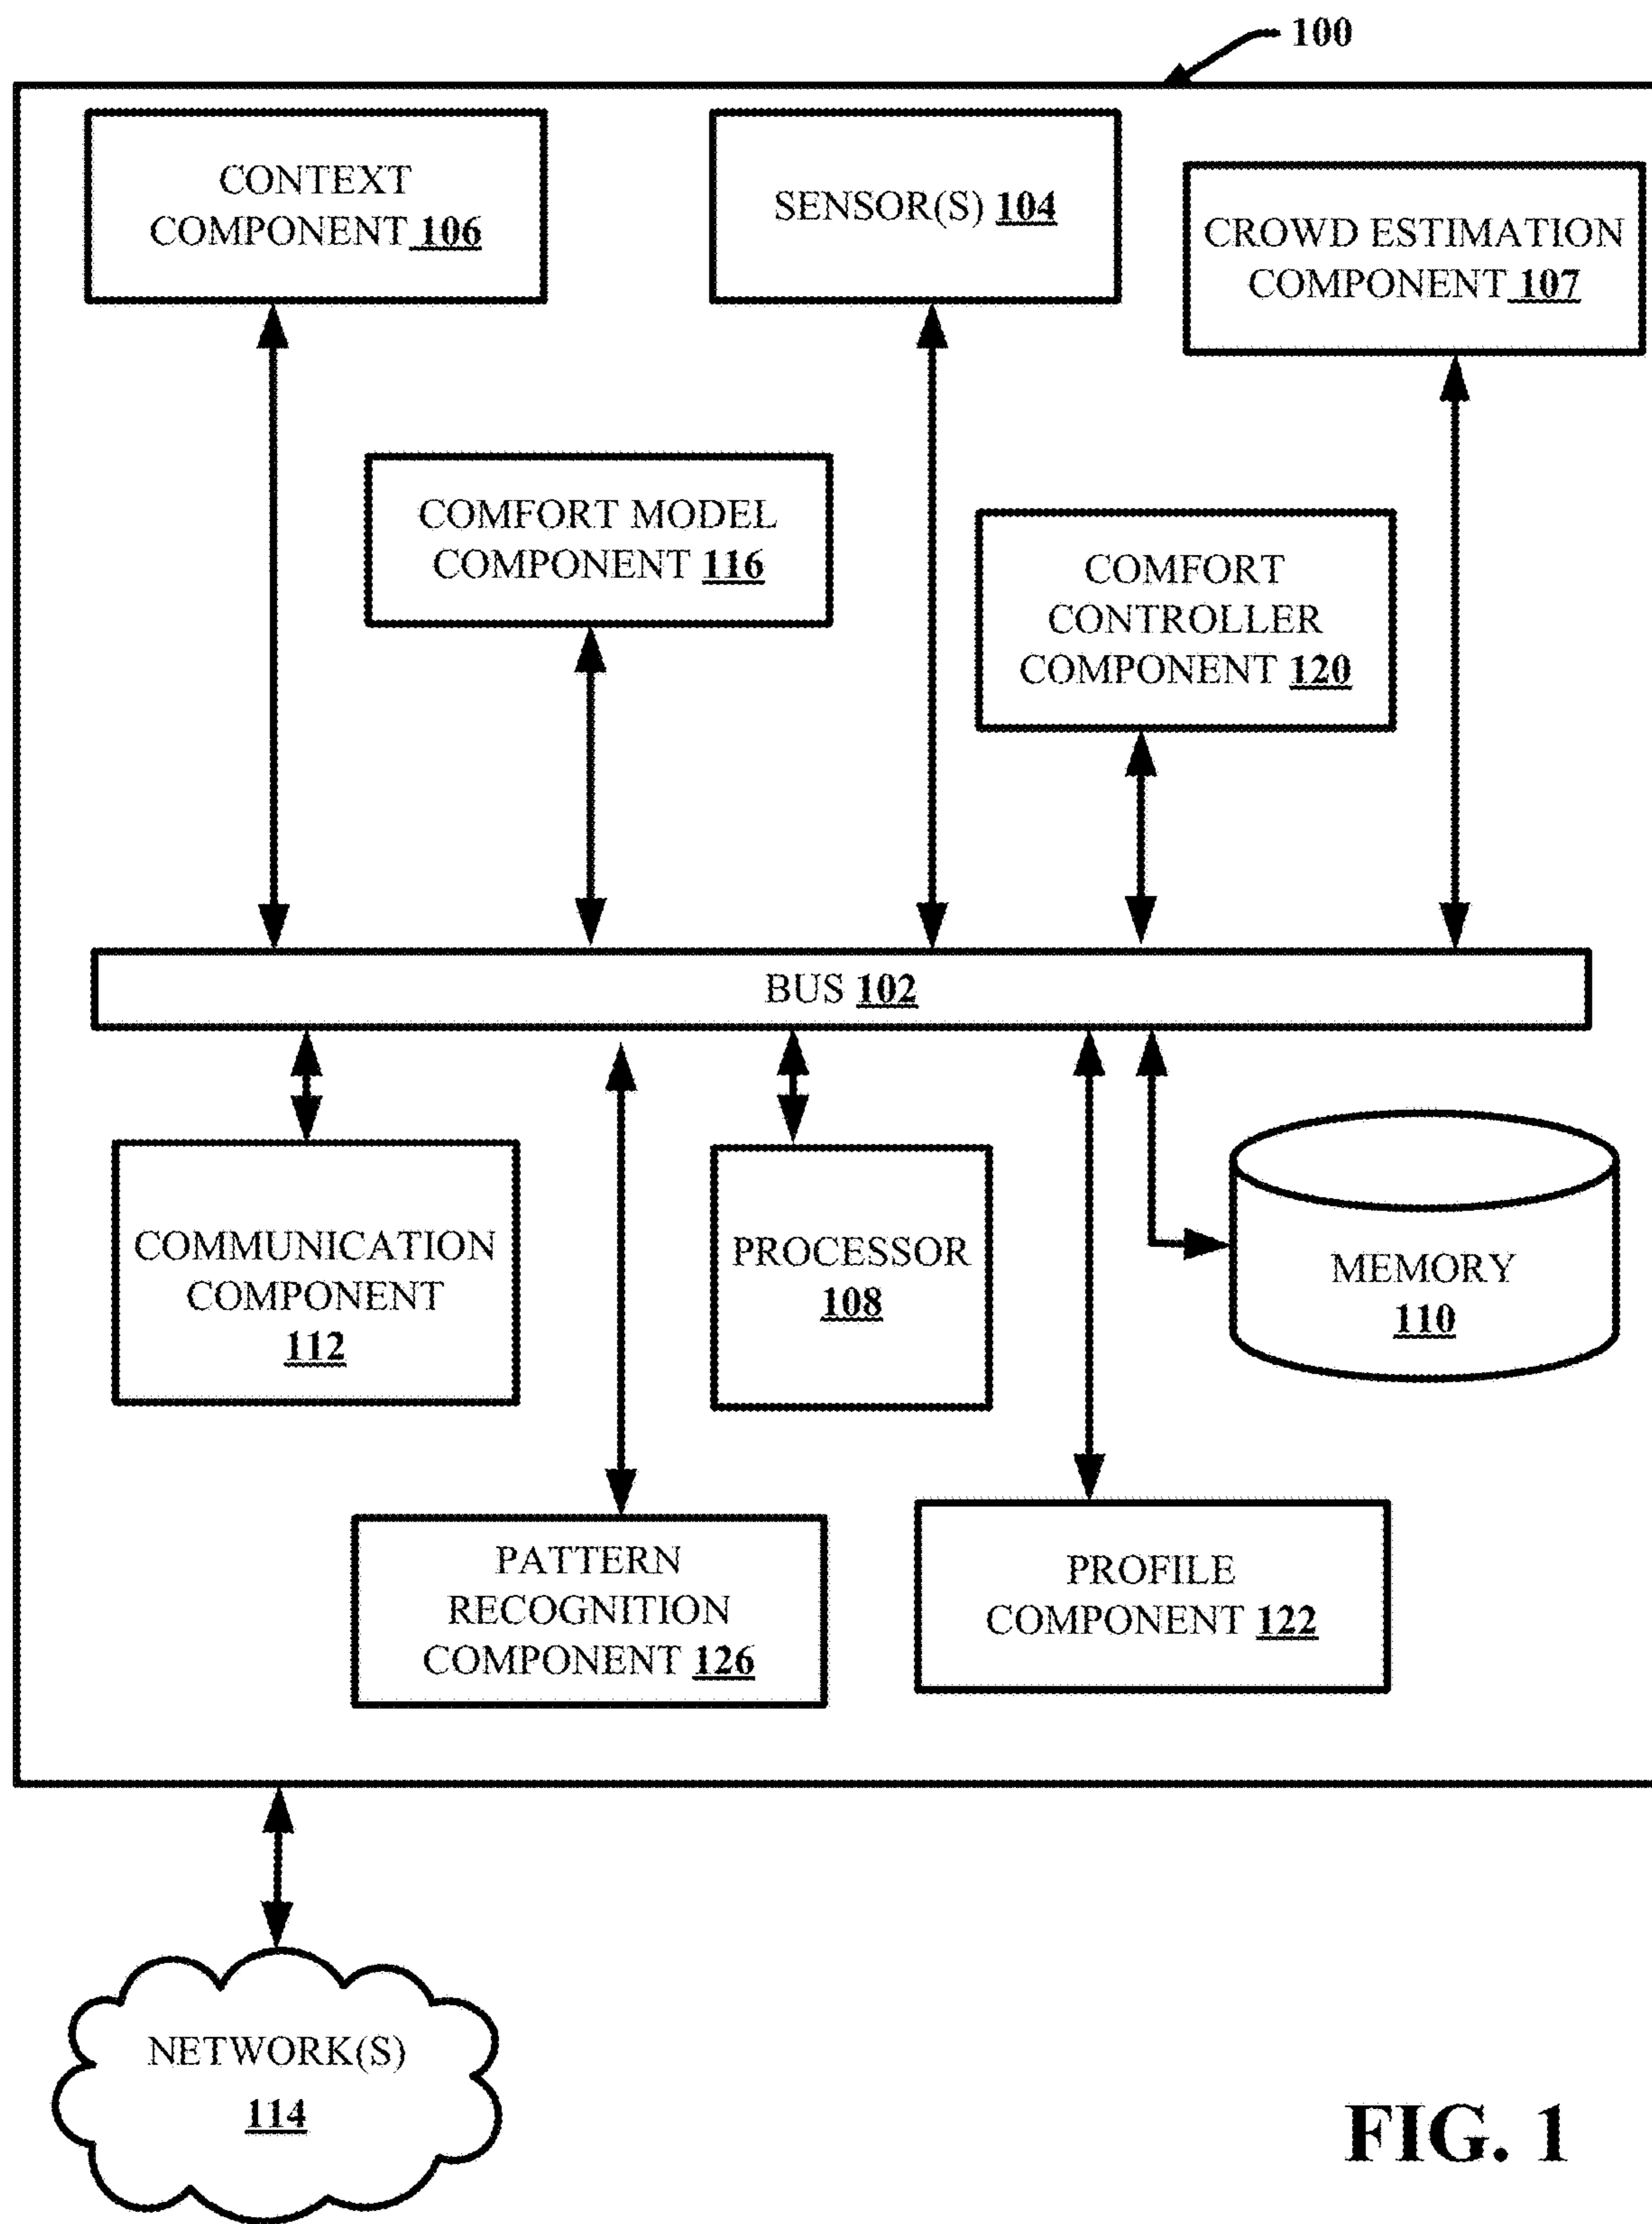 100
CONTEXT
COMPONENT 106
SENSOR(S) 104
CROWD ESTIMATION
COMPONENT 107
COMFORT MODEL
COMPONENT 116
COMFORT
CONTROLLER
COMPONENT 120
BUS 102
COMMUNICATION
COMPONENT
112
PROCESSOR
108
MEMORY
110
PATTERN
RECOGNITION
COMPONENT 126
PROFILE
COMPONENT 122
NETWORK(S)
114
FIG. 1